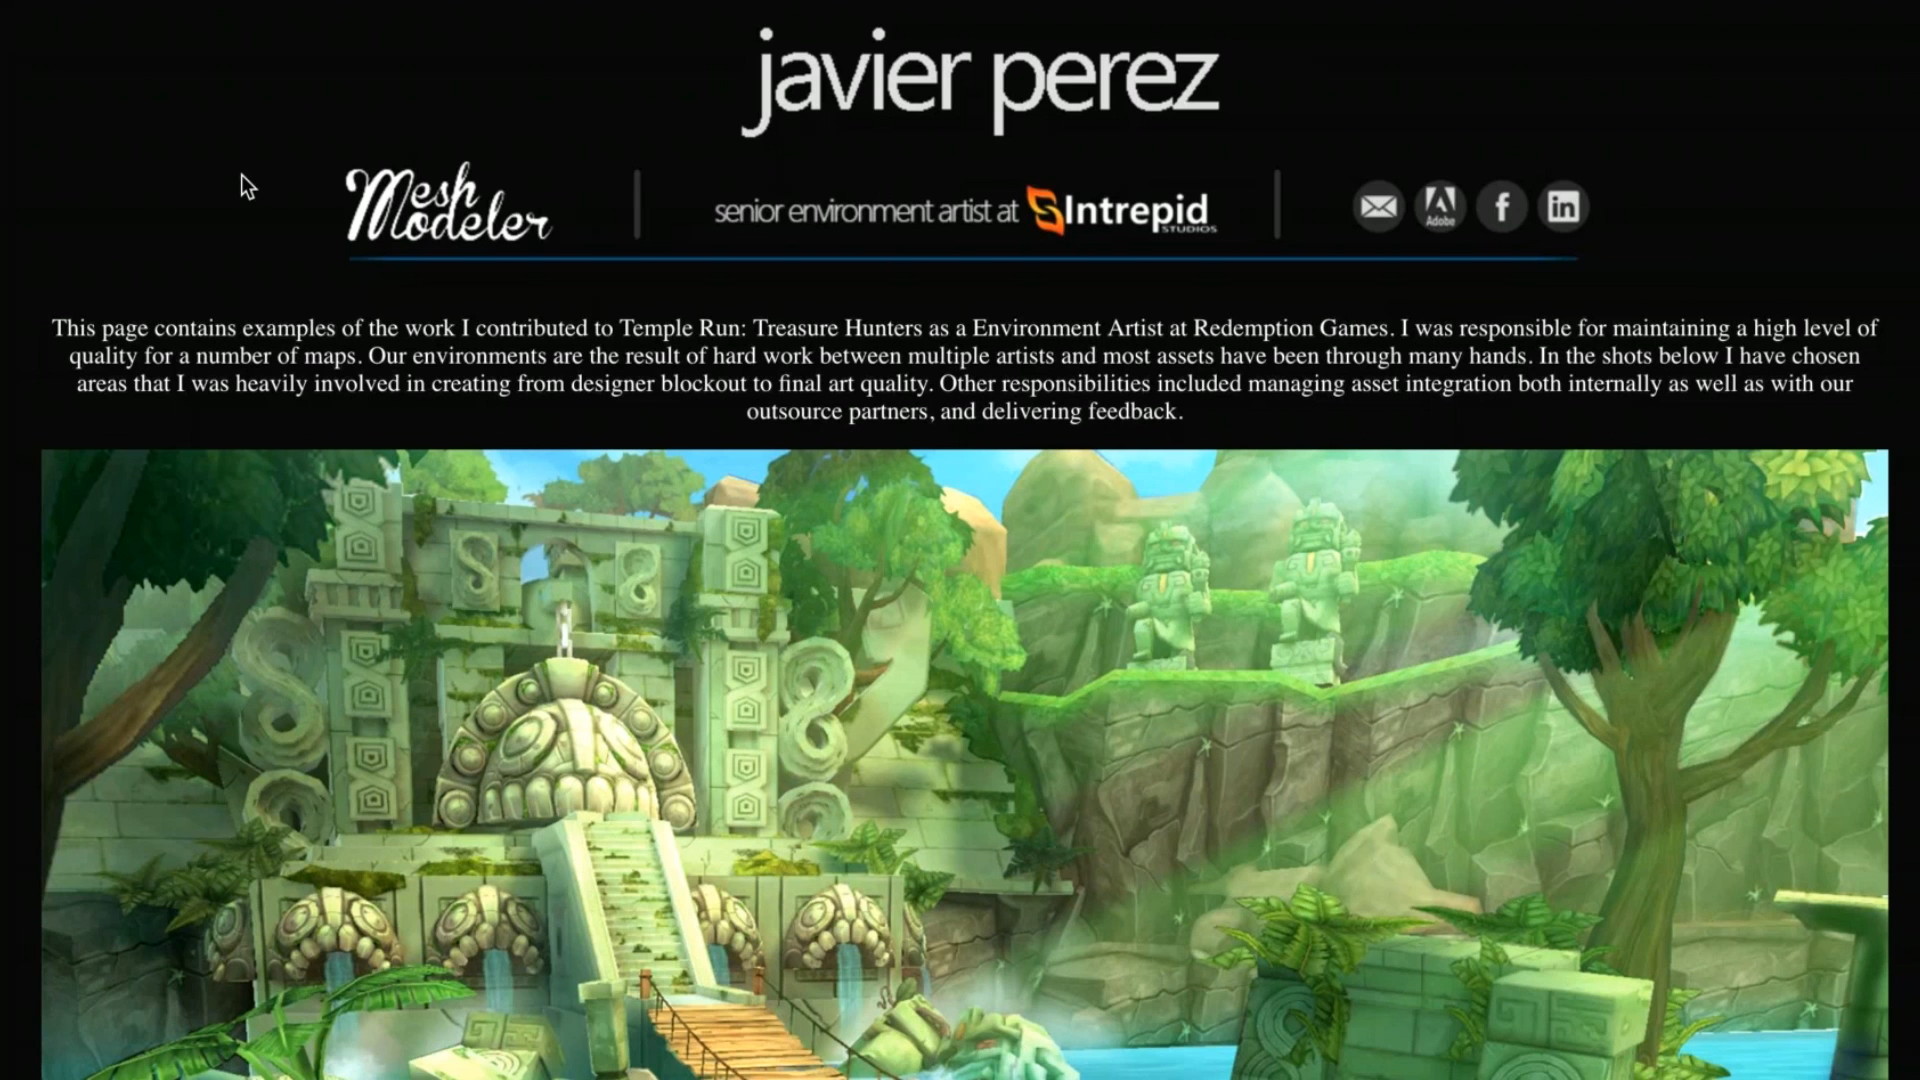 javier perez
Mesh
Modeler
senior environment artist at Intrepid
STUDIOS
Adobe
f
in
This page contains examples of the work I contributed to Temple Run: Treasure Hunters as a Environment Artist at Redemption Games. I was responsible for maintaining a high level of
quality for a number of maps. Our environments are the result of hard work between multiple artists and most assets have been through many hands. In the shots below I have chosen
areas that I was heavily involved in creating from designer blockout to final art quality. Other responsibilities included managing asset integration both internally as well as with our
outsource partners, and delivering feedback.